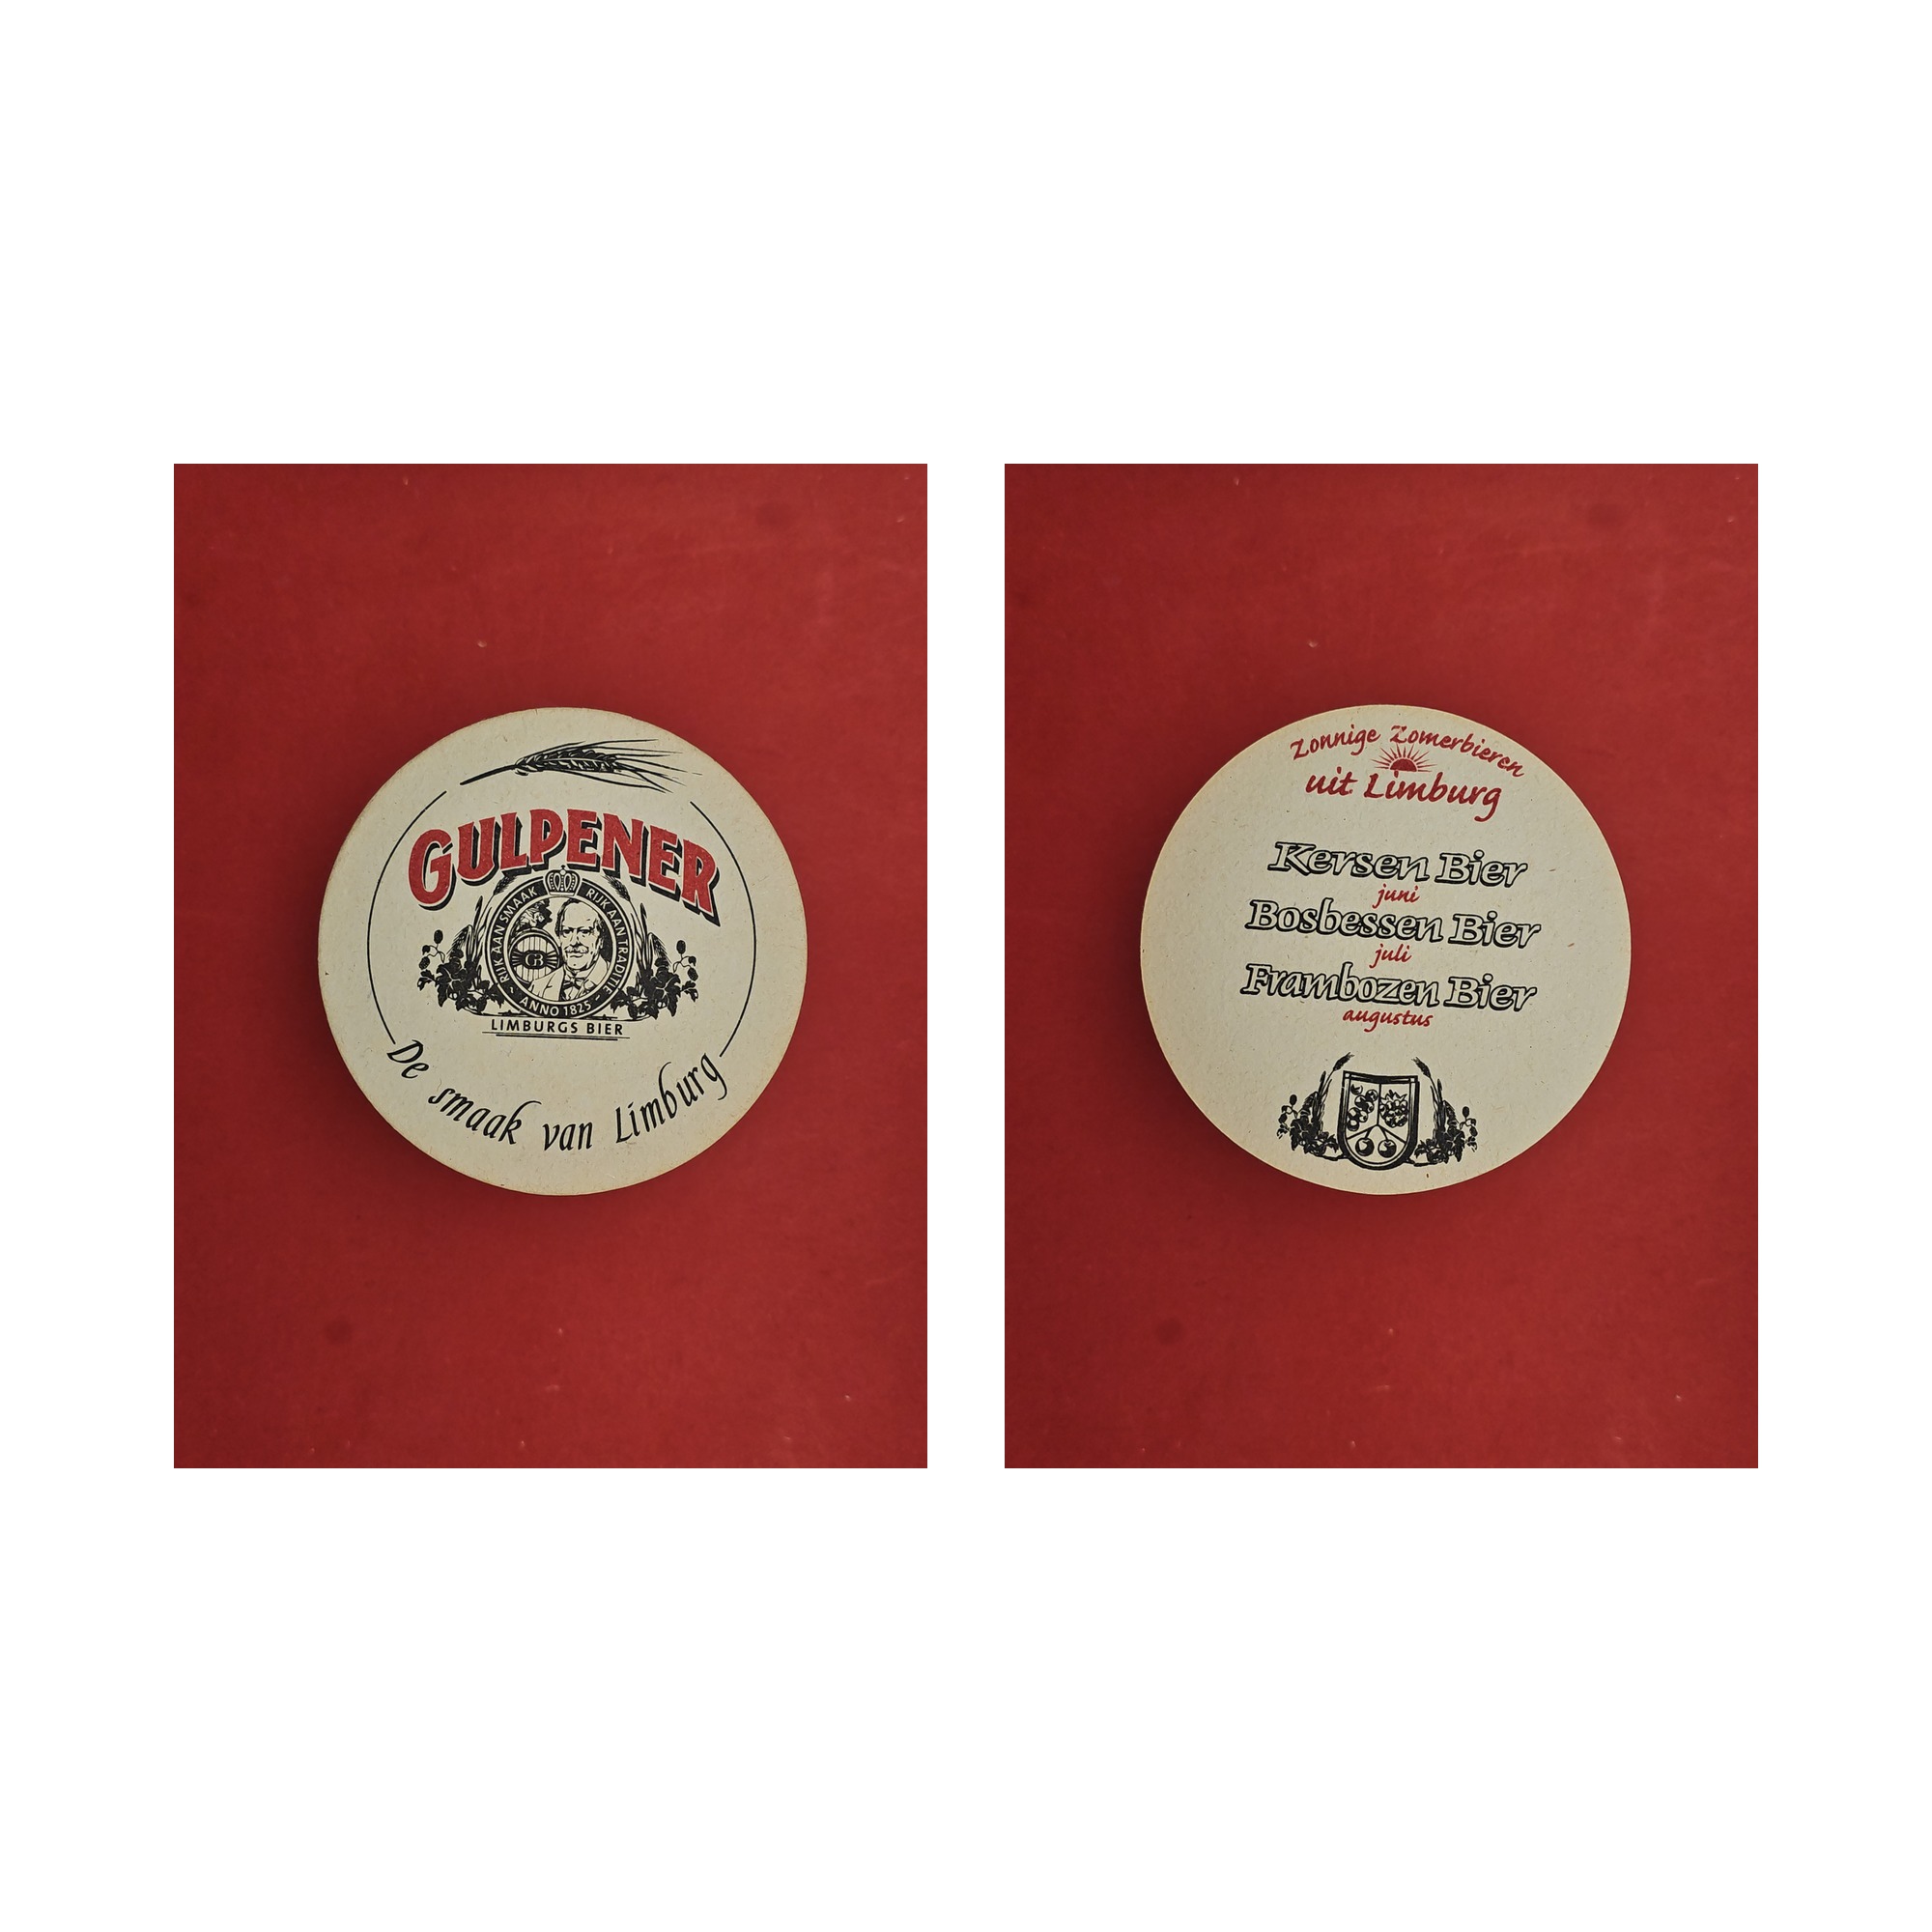 GULPENER
RIJK AAN SMAAK RIJK AAN TRADITIE
GB
- ANNO 1825 -
LIMBURGS BIER
De smaak van Limburg
Zonnige Zomerbieren
uit Limburg
Kersen Bier
juni
Bosbessen Bier
juli
Frambozen Bier
augustus